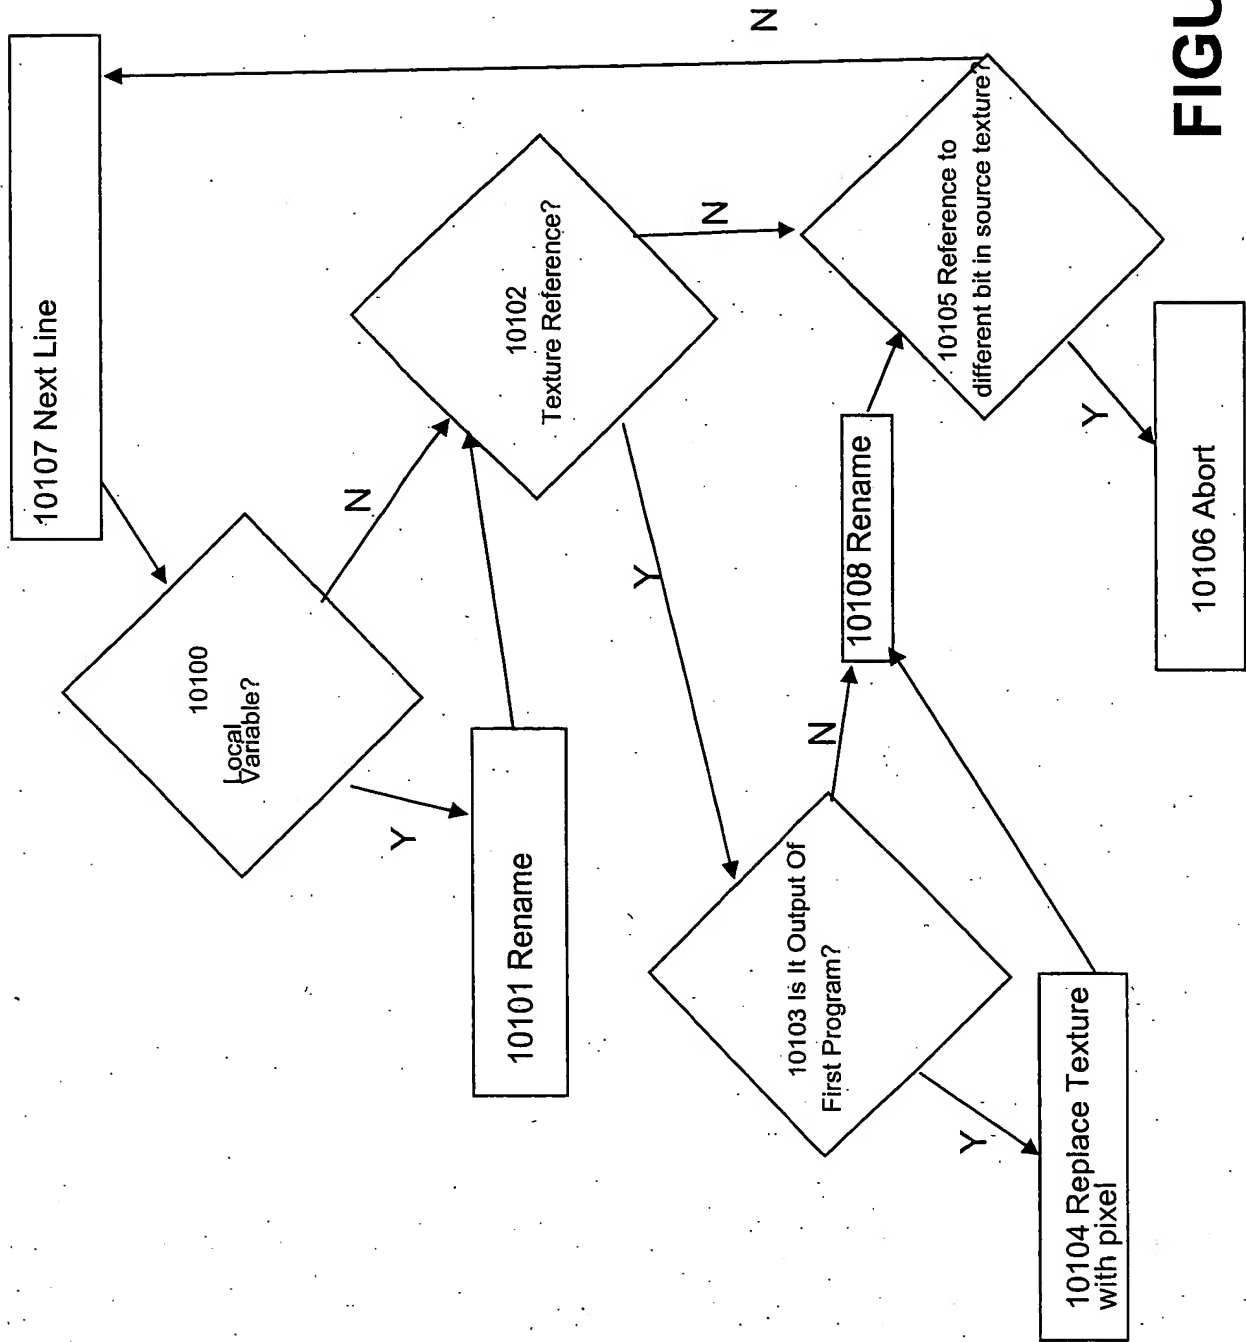 10107 Next Line
10100
Local
Variable?
N
Y
10101 Rename
10102
Texture Reference?
N
Y
10103 Is It Output Of
First Program?
N
Y
10104 Replace Texture
with pixel
10108 Rename
10105 Reference to
different bit in source texture?
N
Y
10106 Abort